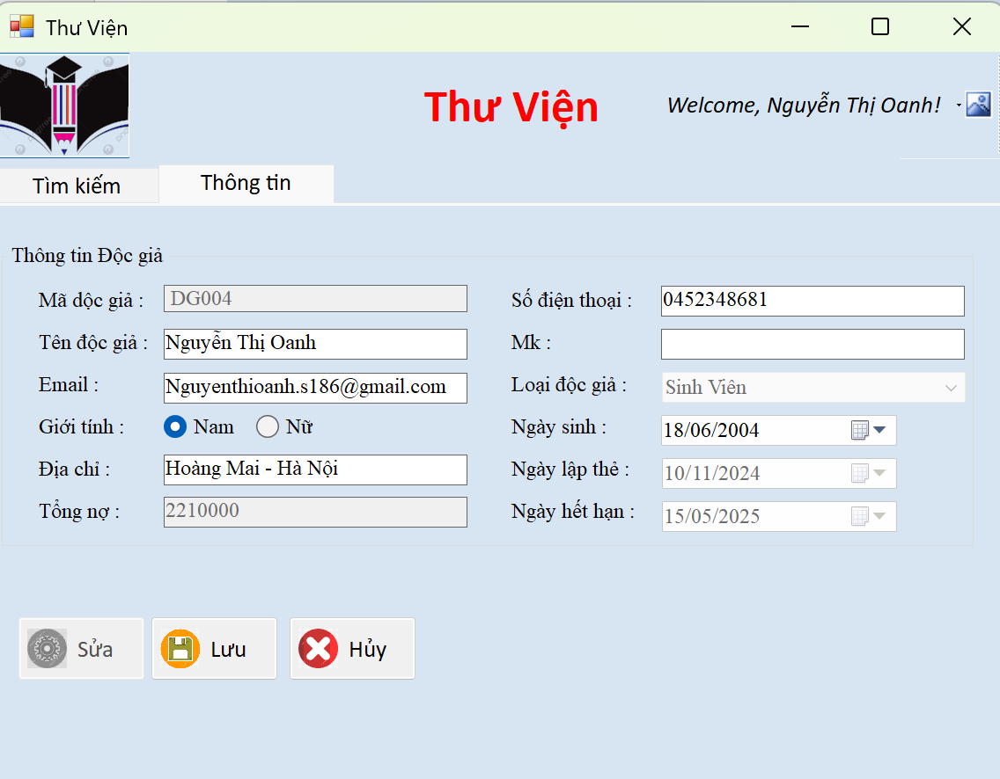 Thư Viện
Thư Viện
Welcome, Nguyễn Thị Oanh!
Tìm kiếm
Thông tin
Thông tin Độc giả
Mã dộc giả : DG004
Số điện thoại : 0452348681
Tên độc giả : Nguyễn Thị Oanh
Mk :
Email : Nguyenthioanh.s186@gmail.com
Loại độc giả : Sinh Viên
Giới tính : Nam Nữ
Ngày sinh : 18/06/2004
Địa chỉ : Hoàng Mai - Hà Nội
Ngày lập thẻ : 10/11/2024
Tổng nợ : 2210000
Ngày hết hạn : 15/05/2025
Sửa
Lưu
Hủy